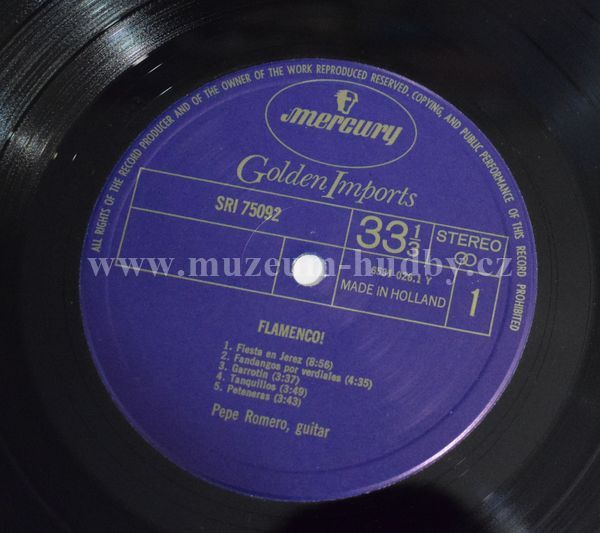 ALL RIGHTS OF THE RECORD PRODUCER AND OF THE OWNER OF THE WORK REPRODUCED RESERVED. COPYING, AND PUBLIC PERFORMANCE OF THIS RECORD PROHIBITED
mercury
Golden Imports
SRI 75092
33 1/3
STEREO
1
MADE IN HOLLAND
www.muzeum-hudby.cz
FLAMENCO!
1. Fiesta en Jerez (8:56)
2. Fandangos por verdiales (4:35)
3. Garrotin (3:37)
4. Tanquillos (3:49)
5. Peteneras (3:43)
Pepe Romero, guitar